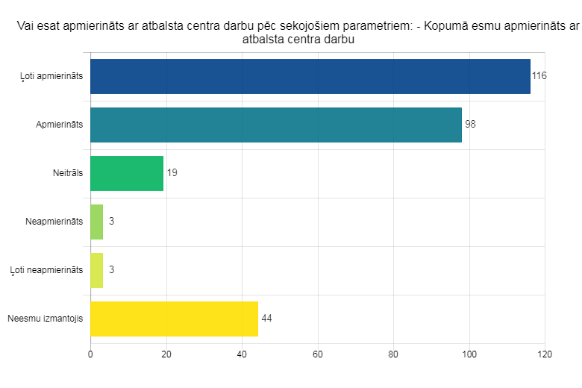 Vai esat apmierināts ar atbalsta centra darbu pēc sekojošiem parametriem: - Kopumā esmu apmierināts ar
atbalsta centra darbu
Ļoti apmierināts
116
Apmierināts
98
Neitrāls
19
Neapmierināts
3
Ļoti neapmierināts
3
Neesmu izmantojis
44
0 20 40 60 80 100 120